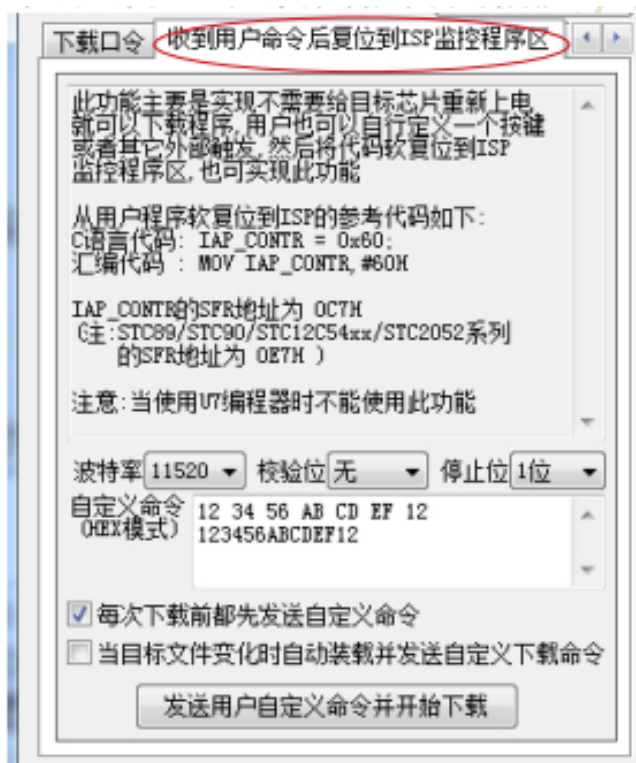 下载口令 收到用户命令后复位到ISP监控程序区
此功能主要是实现不需要给目标芯片重新上电,
就可以下载程序,用户也可以自行定义一个按键
或者其它外部触发,然后将代码软复位到ISP
监控程序区,也可实现此功能
从用户程序软复位到ISP的参考代码如下:
C语言代码: IAP_CONTR = 0x60;
汇编代码 : MOV IAP_CONTR,#60H
IAP_CONTR的SFR地址为 0C7H
(注:STC89/STC90/STC12C54xx/STC2052系列
的SFR地址为 0E7H )
注意:当使用U7编程器时不能使用此功能
波特率 11520 校验位 无 停止位 1位
自定义命令 12 34 56 AB CD EF 12
(HEX模式) 123456ABCDEF12
每次下载前都先发送自定义命令
当目标文件变化时自动装载并发送自定义下载命令
发送用户自定义命令并开始下载